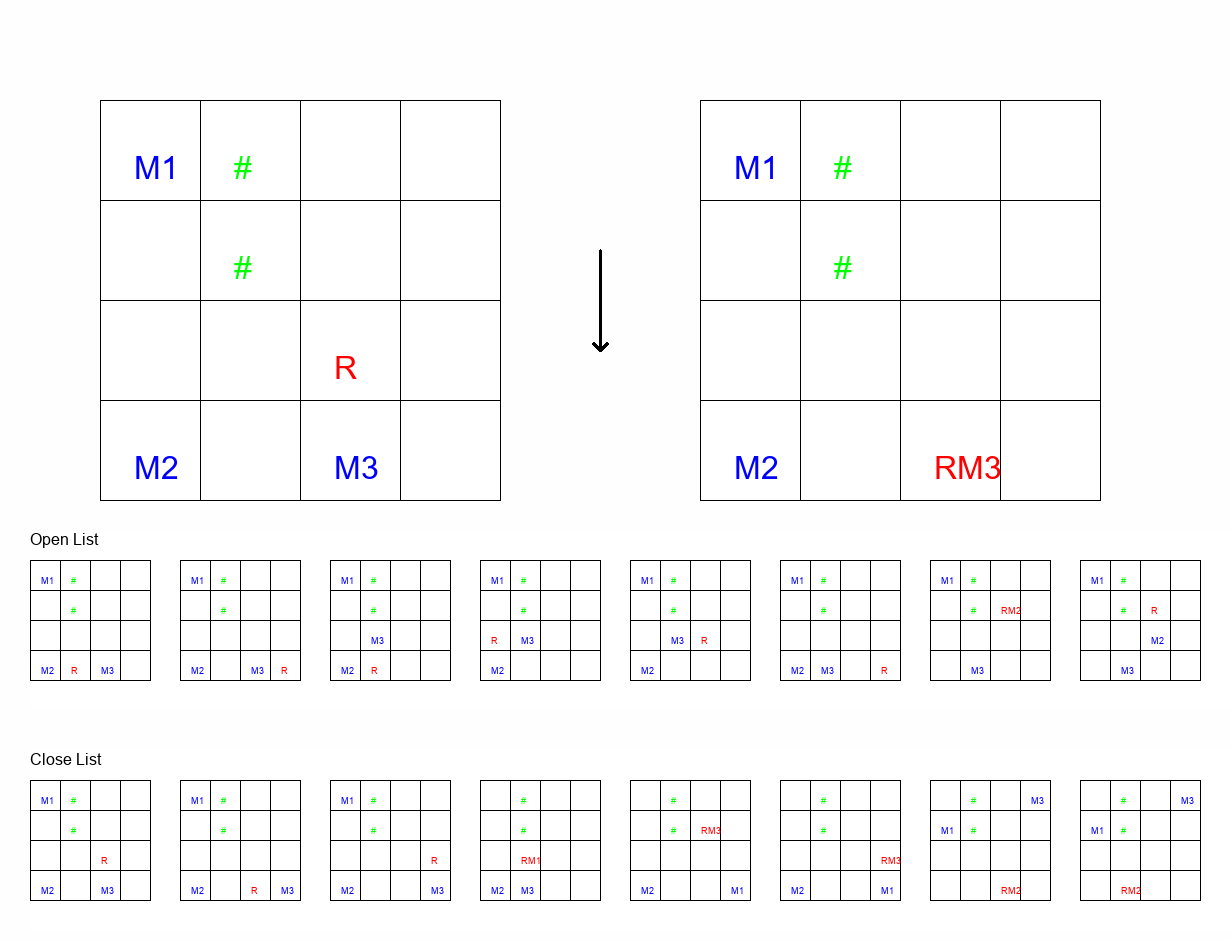 M1 # M1 #
# #
R
M2 M3 M2 RM3
Open List
M1 # M1 # M1 # M1 # M1 # M1 # M1 # M1 #
# # # # # # # RM2 # R
M3 R M3 M3 R M2
M2 R M3 M2 M3 R M2 R M2 M2 M2 M3 R M3 M3
Close List
M1 # M1 # M1 # # # # # M3 # M3
# # # # # RM3 # M1 # M1 #
R R RM1 RM3
M2 M3 M2 R M3 M2 M3 M2 M3 M2 M1 M2 M1 RM2 RM2